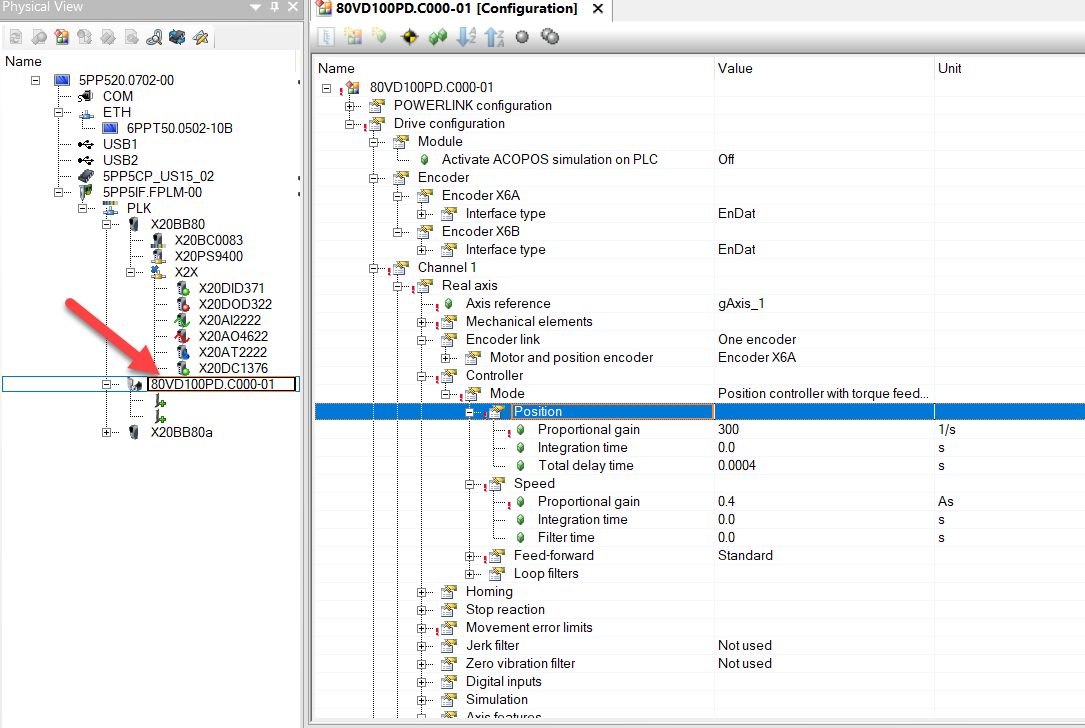 Physical View
Name
5PP520.0702-00
COM
ETH
6PPT50.0502-10B
USB1
USB2
5PP5CP_US15_02
5PP5IF.FPLM-00
PLK
X20BB80
X20BC0083
X20PS9400
X2X
X20DID371
X20DOD322
X20AI2222
X20AO4622
X20AT2222
X20DC1376
80VD100PD.C000-01
X20BB80a
80VD100PD.C000-01 [Configuration]
Name Value Unit
80VD100PD.C000-01
POWERLINK configuration
Drive configuration
Module
Activate ACOPOS simulation on PLC Off
Encoder
Encoder X6A
Interface type EnDat
Encoder X6B
Interface type EnDat
Channel 1
Real axis
Axis reference gAxis_1
Mechanical elements
Encoder link One encoder
Motor and position encoder Encoder X6A
Controller
Mode Position controller with torque feed...
Position
Proportional gain 300 1/s
Integration time 0.0 s
Total delay time 0.0004 s
Speed
Proportional gain 0.4 As
Integration time 0.0 s
Filter time 0.0 s
Feed-forward Standard
Loop filters
Homing
Stop reaction
Movement error limits
Jerk filter Not used
Zero vibration filter Not used
Digital inputs
Simulation
Axis features